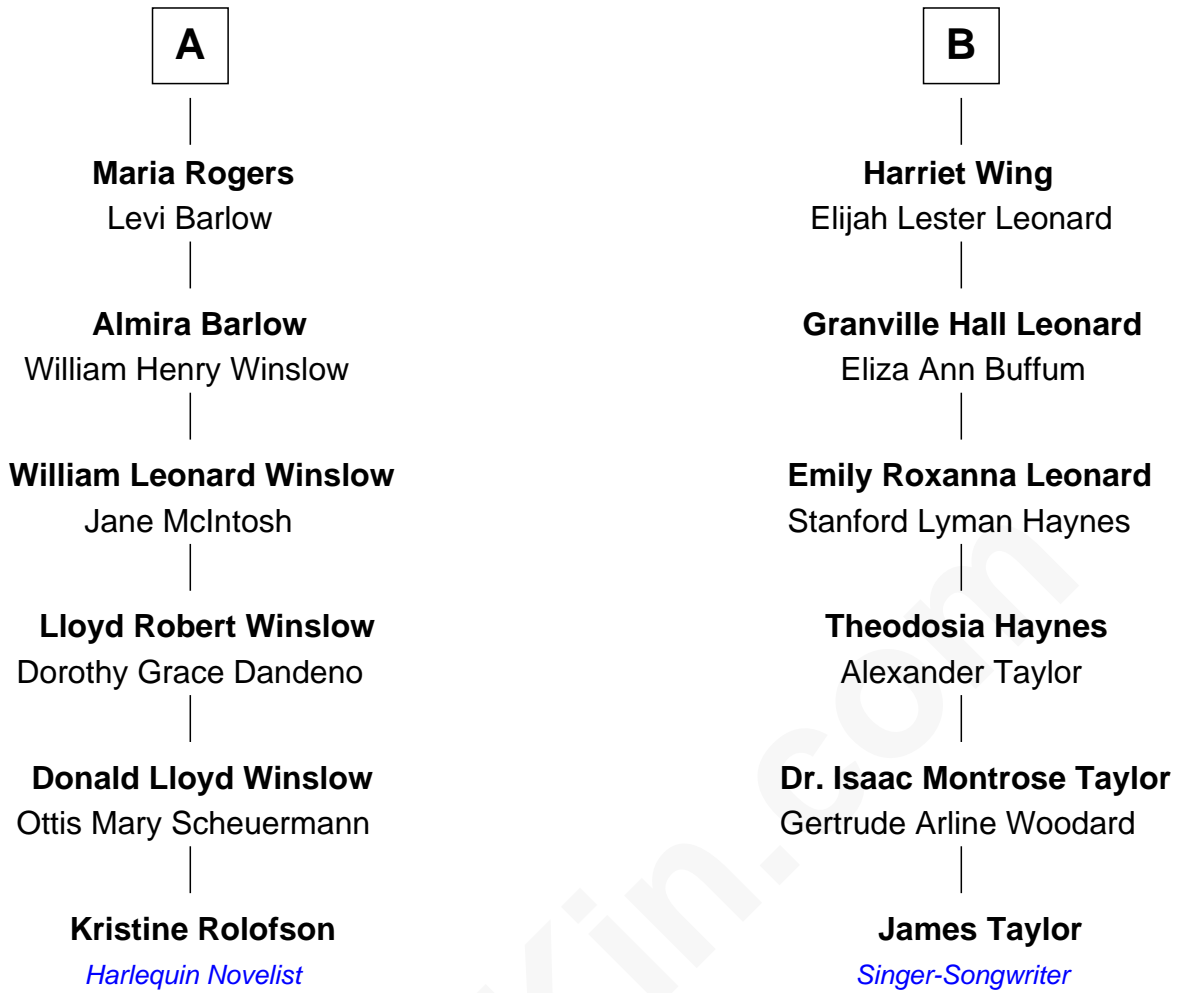 A
B
Maria Rogers
Levi Barlow
Harriet Wing
Elijah Lester Leonard
Almira Barlow
William Henry Winslow
Granville Hall Leonard
Eliza Ann Buffum
William Leonard Winslow
Jane McIntosh
Emily Roxanna Leonard
Stanford Lyman Haynes
Lloyd Robert Winslow
Dorothy Grace Dandeno
Theodosia Haynes
Alexander Taylor
Donald Lloyd Winslow
Ottis Mary Scheuermann
Dr. Isaac Montrose Taylor
Gertrude Arline Woodard
Kristine Rolofson
Harlequin Novelist
James Taylor
Singer-Songwriter
Kin.com